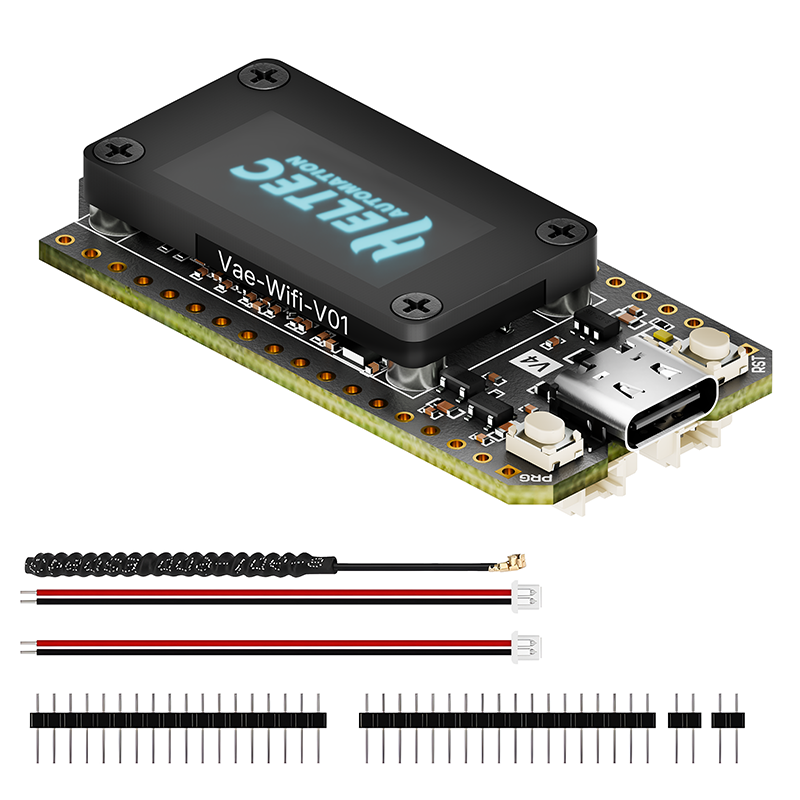 HELTEC
AUTOMATION
Vae-Wifi-V01
V4
RST
PRG